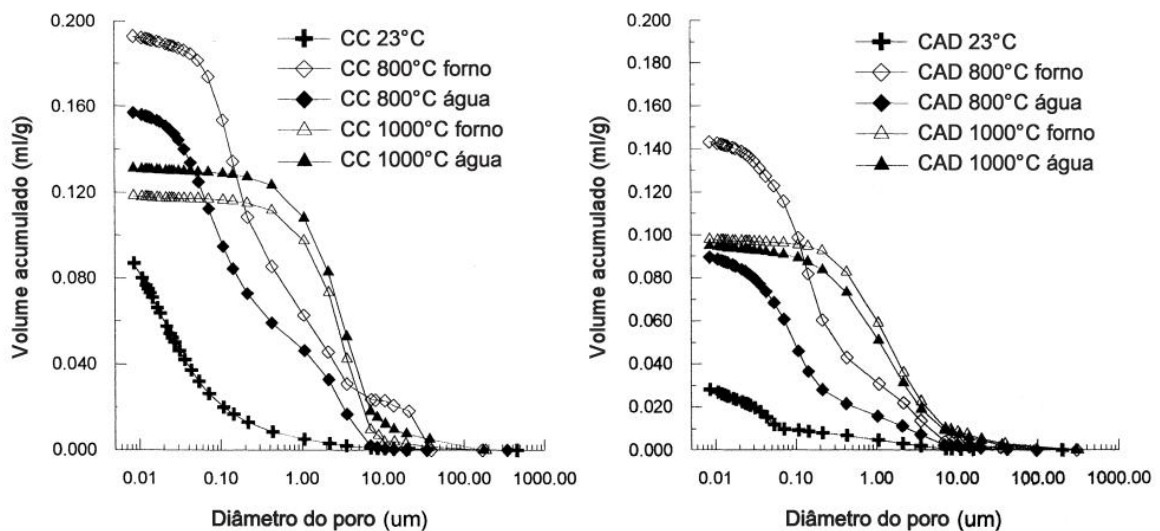 0.200
0.160
0.120
0.080
0.040
0.000
Volume acumulado (ml/g)
CC 23°C
CC 800°C forno
CC 800°C água
CC 1000°C forno
CC 1000°C água
0.01 0.10 1.00 10.00 100.00 1000.00
Diâmetro do poro (um)
0.200
0.180
0.160
0.140
0.120
0.100
0.080
0.060
0.040
0.020
0.000
Volume acumulado (ml/g)
CAD 23°C
CAD 800°C forno
CAD 800°C água
CAD 1000°C forno
CAD 1000°C água
0.01 0.10 1.00 10.00 100.00 1000.00
Diâmetro do poro (um)